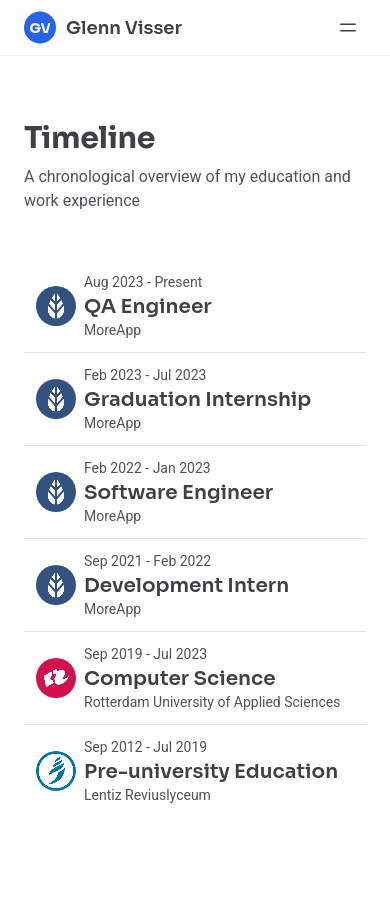 GV Glenn Visser
Timeline
A chronological overview of my education and
work experience
Aug 2023 - Present
QA Engineer
MoreApp
Feb 2023 - Jul 2023
Graduation Internship
MoreApp
Feb 2022 - Jan 2023
Software Engineer
MoreApp
Sep 2021 - Feb 2022
Development Intern
MoreApp
Sep 2019 - Jul 2023
Computer Science
Rotterdam University of Applied Sciences
Sep 2012 - Jul 2019
Pre-university Education
Lentiz Reviuslyceum